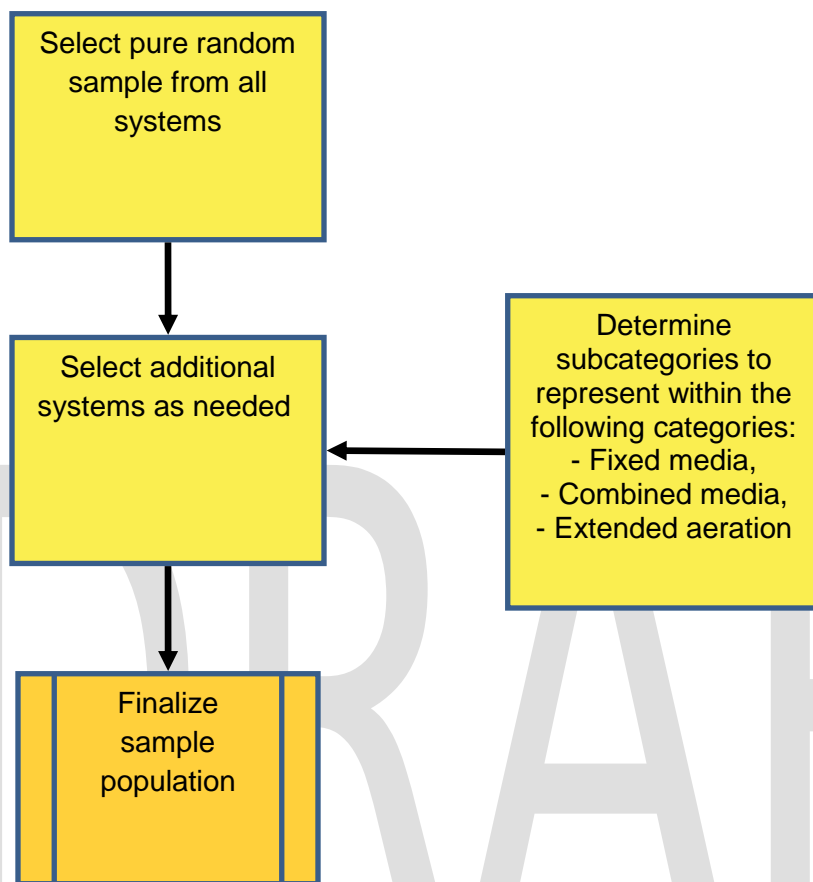 Select pure random
sample from all
systems
Select additional
systems as needed
Determine
subcategories to
represent within the
following categories:
- Fixed media,
- Combined media,
- Extended aeration
Finalize
sample
population